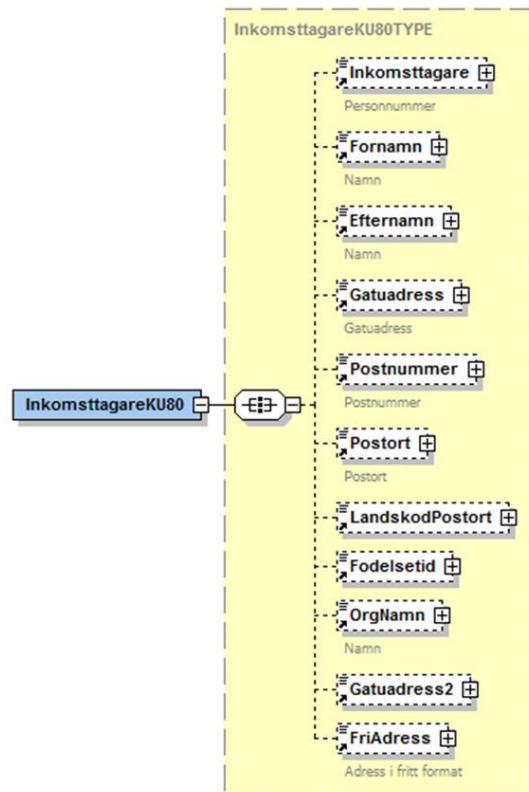 InkomsttagareKU80TYPE
Inkomsttagare
Personnummer
Fornamn
Namn
Efternamn
Namn
Gatuadress
Gatuadress
Postnummer
Postnummer
InkomsttagareKU80
Postort
Postort
LandskodPostort
Fodelsetid
OrgNamn
Namn
Gatuadress2
FriAdress
Adress i fritt format